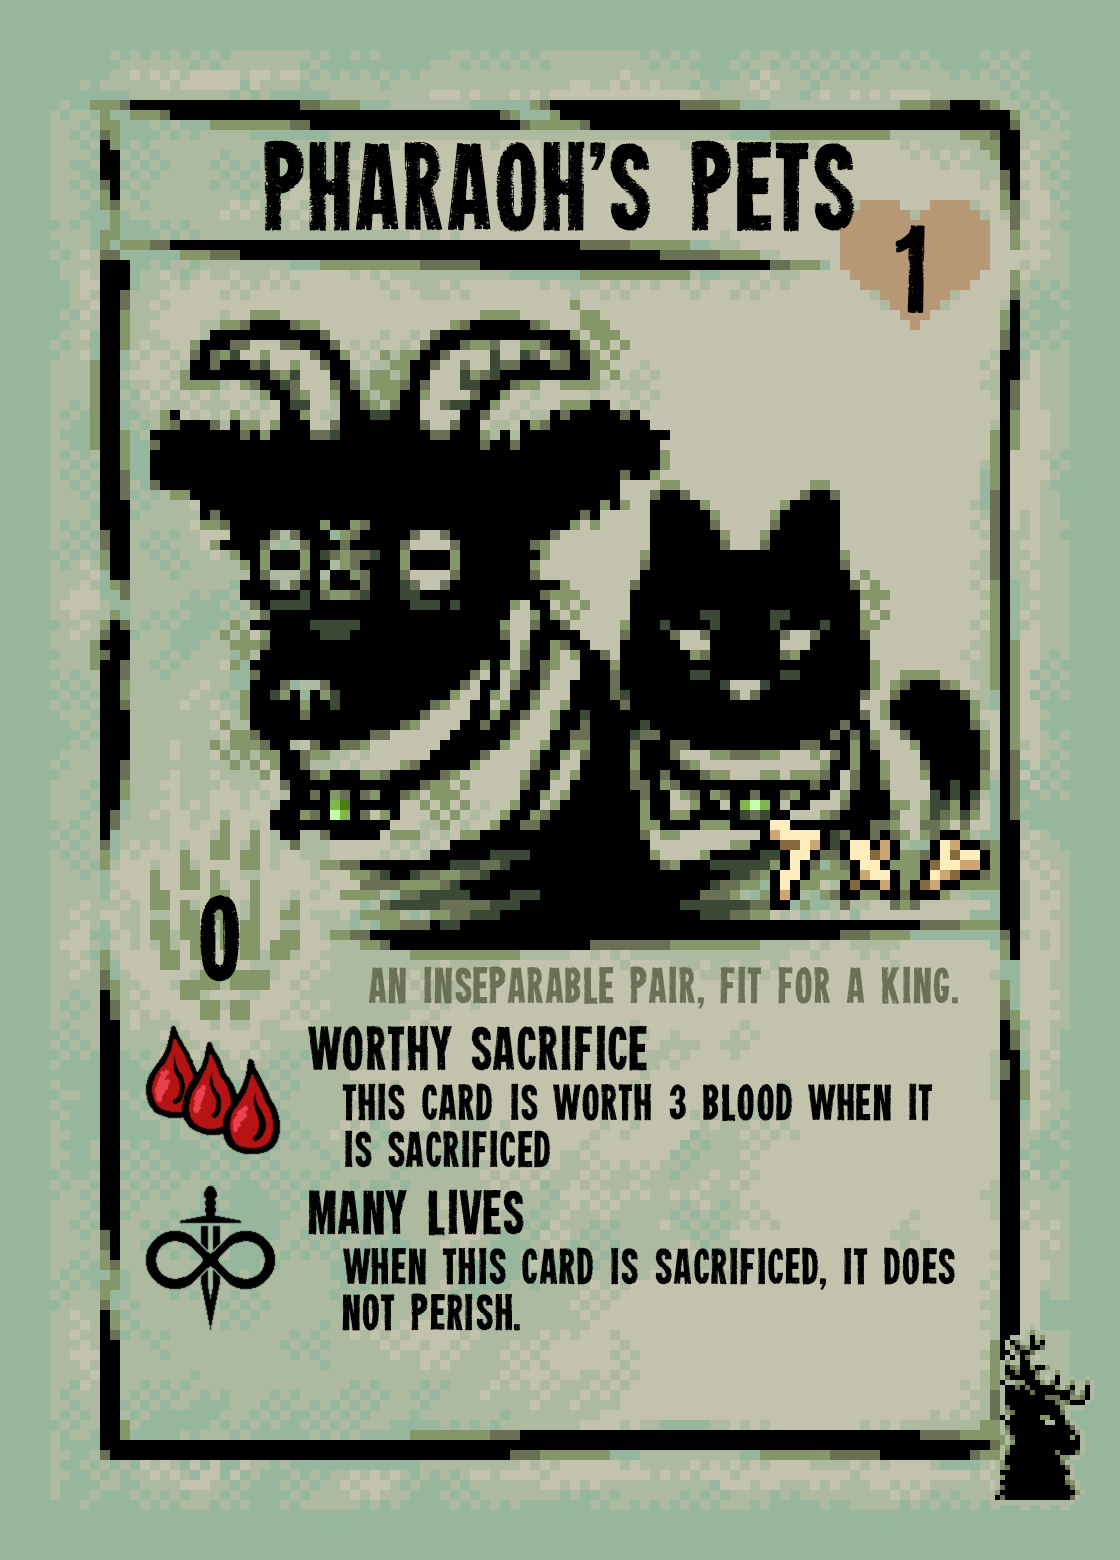 PHARAOH'S PETS
1
7 X
0
AN INSEPARABLE PAIR, FIT FOR A KING.
WORTHY SACRIFICE
THIS CARD IS WORTH 3 BLOOD WHEN IT
IS SACRIFICED
MANY LIVES
WHEN THIS CARD IS SACRIFICED, IT DOES
NOT PERISH.